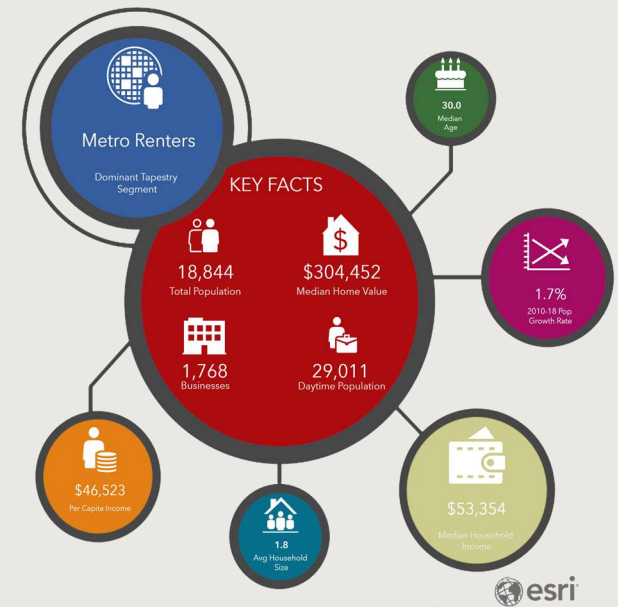 Metro Renters
Dominant Tapestry
Segment
KEY FACTS
18,844
Total Population
$
$304,452
Median Home Value
1,768
Businesses
29,011
Daytime Population
30.0
Median
Age
1.7%
2010-18 Pop
Growth Rate
$46,523
Per Capita Income
1.8
Avg Household
Size
$53,354
Median Household
Income
esri